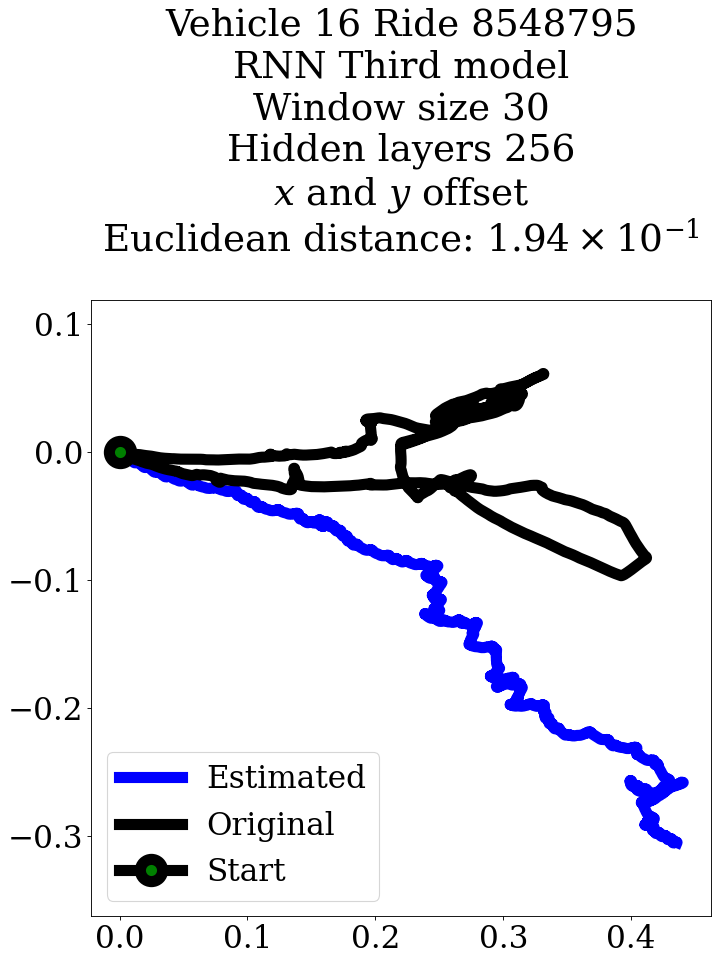 Vehicle 16 Ride 8548795
RNN Third model
Window size 30
Hidden layers 256
x and y offset
Euclidean distance: 1.94 × 10⁻¹
0.1
0.0
−0.1
−0.2
−0.3
Estimated
Original
Start
0.0 0.1 0.2 0.3 0.4